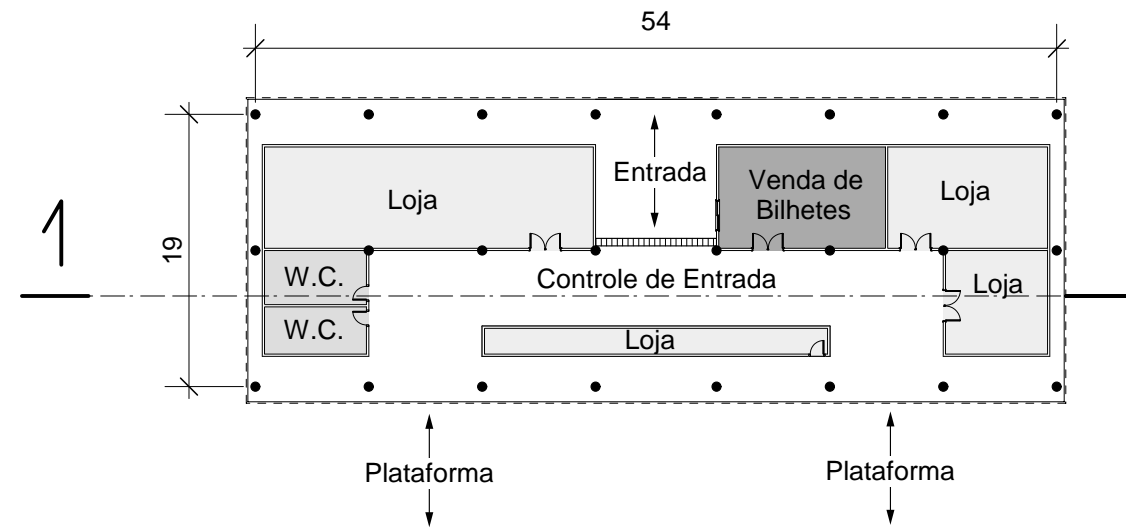 54
Entrada
Venda de
Bilhetes
Loja
Loja
1
19
W.C.
Controle de Entrada
Loja
W.C.
Loja
Plataforma
Plataforma